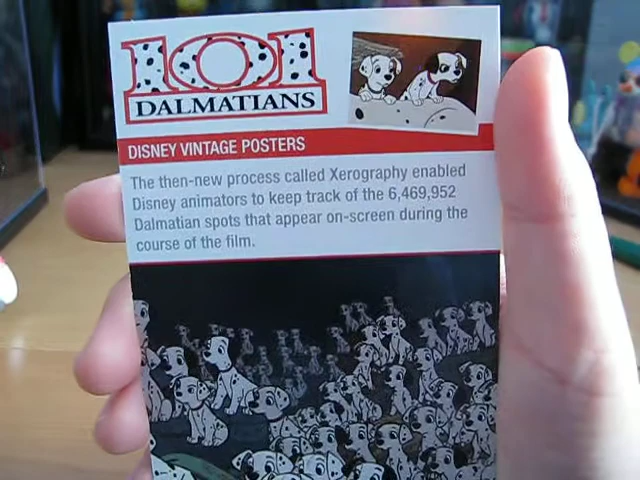 101
DALMATIANS
DISNEY VINTAGE POSTERS
The then-new process called Xerography enabled
Disney animators to keep track of the 6,469,952
Dalmatian spots that appear on-screen during the
course of the film.